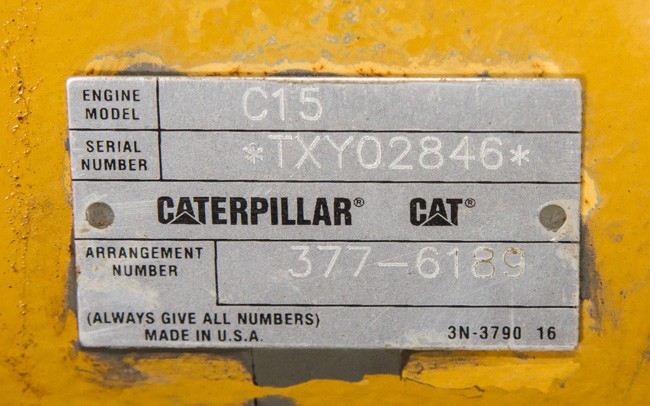 ENGINE MODEL C15
SERIAL NUMBER *TXY02846*
CATERPILLAR® CAT®
ARRANGEMENT NUMBER 377-6189
(ALWAYS GIVE ALL NUMBERS)
MADE IN U.S.A. 3N-3790 16